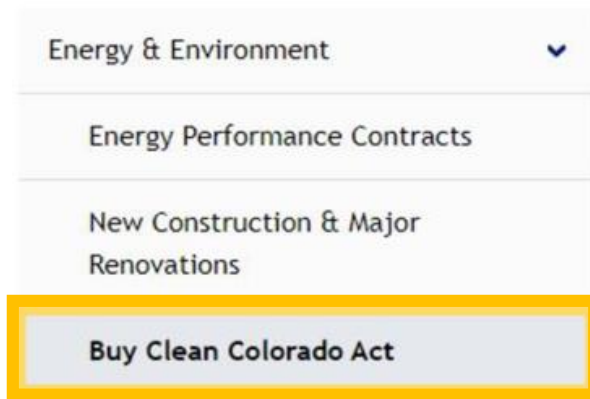 Energy & Environment
Energy Performance Contracts
New Construction & Major
Renovations
Buy Clean Colorado Act